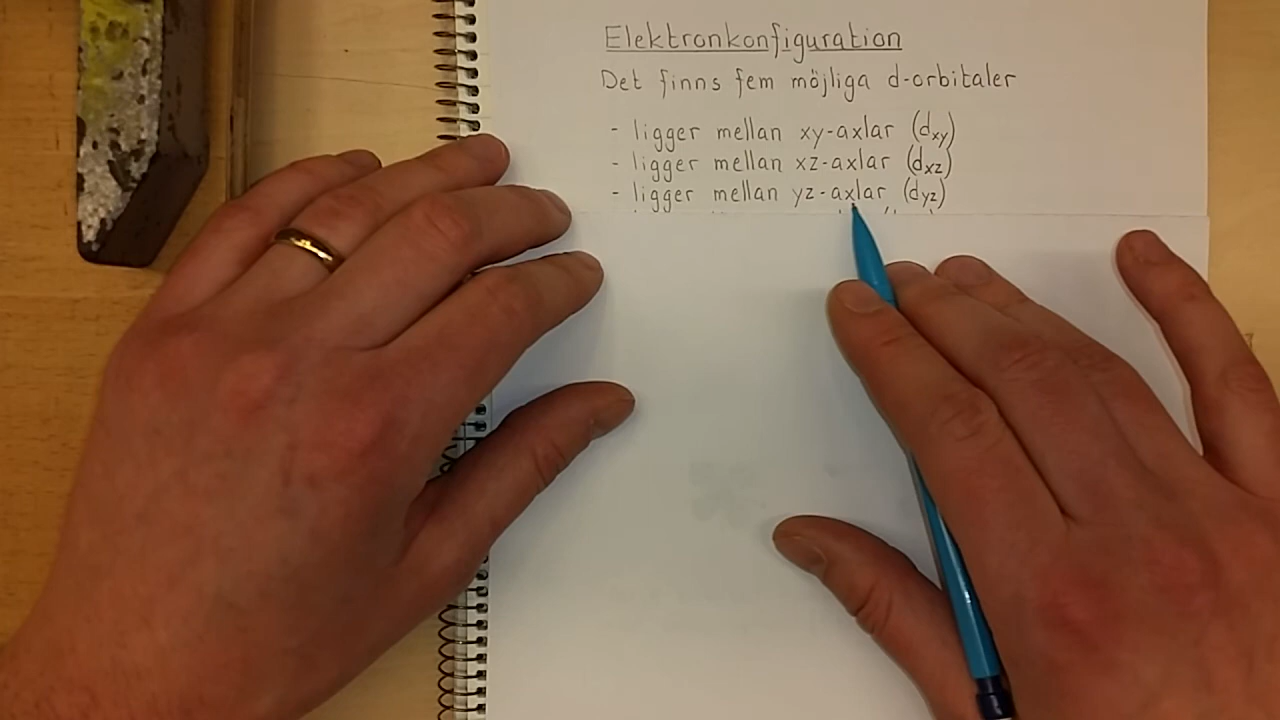 Elektronkonfiguration
Det finns fem möjliga d-orbitaler
- ligger mellan xy-axlar (dxy)
- ligger mellan xz-axlar (dxz)
- ligger mellan yz-axlar (dyz)